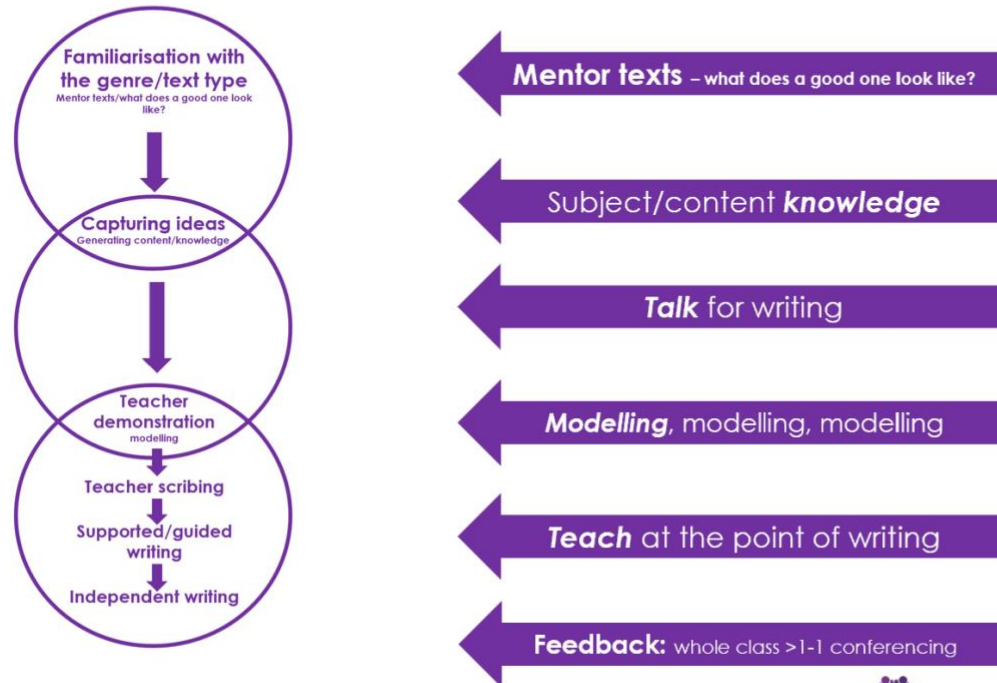 Familiarisation with
the genre/text type
Mentor texts/what does a good one look
like?
Capturing ideas
Generating content/knowledge
Teacher
demonstration
modelling
Teacher scribing
Supported/guided
writing
Independent writing
Mentor texts – what does a good one look like?
Subject/content knowledge
Talk for writing
Modelling, modelling, modelling
Teach at the point of writing
Feedback: whole class >1-1 conferencing